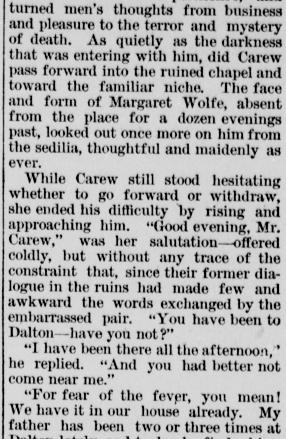 turned men's thoughts from business
and pleasure to the terror and mystery
of death. As quietly as the darkness
that was entering with him, did Carew
pass forward into the ruined chapel and
toward the familiar niche. The face
and form of Margaret Wolfe, absent
from the place for a dozen evenings
past, looked out once more on him from
the sedilia, thoughtful and maidenly as
ever.
While Carew still stood hesitating
whether to go forward or withdraw,
she ended his difficulty by rising and
approaching him. "Good evening, Mr.
Carew," was her salutation—offered
coldly, but without any trace of the
constraint that, since their former dia-
logue in the ruins had made few and
awkward the words exchanged by the
embarrassed pair. "You have been to
Dalton—have you not?"
"I have been there all the afternoon,'
he replied. "And you had better not
come near me."
"For fear of the fever, you mean!
We have it in our house already. My
father has been two or three times at